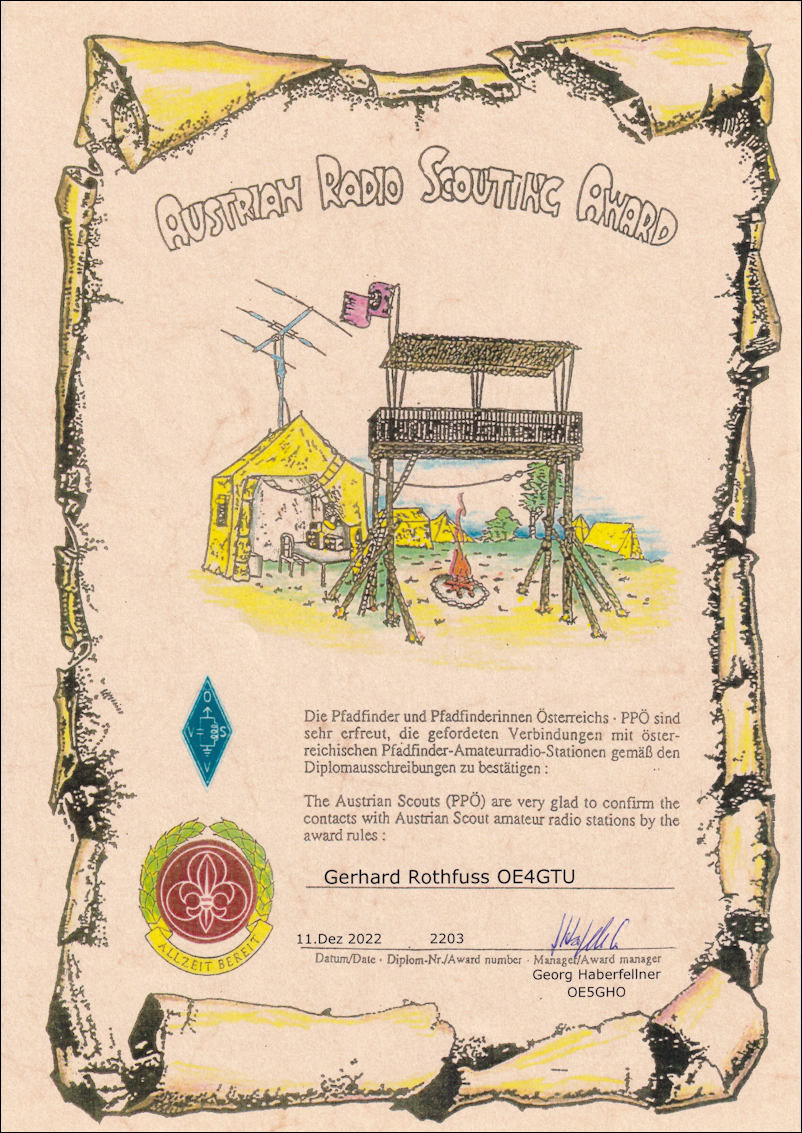 AUSTRIAN RADIO SCOUTING AWARD
Ö
V S
V
Die Pfadfinder und Pfadfinderinnen Österreichs · PPÖ sind
sehr erfreut, die geforderten Verbindungen mit öster-
reichischen Pfadfinder-Amateurradio-Stationen gemäß den
Diplomausschreibungen zu bestätigen :
The Austrian Scouts (PPÖ) are very glad to confirm the
contacts with Austrian Scout amateur radio stations by the
award rules :
Gerhard Rothfuss OE4GTU
11.Dez 2022 2203
Datum/Date · Diplom-Nr./Award number · Manager/Award manager
Georg Haberfellner
OE5GHO
ALLZEIT BEREIT